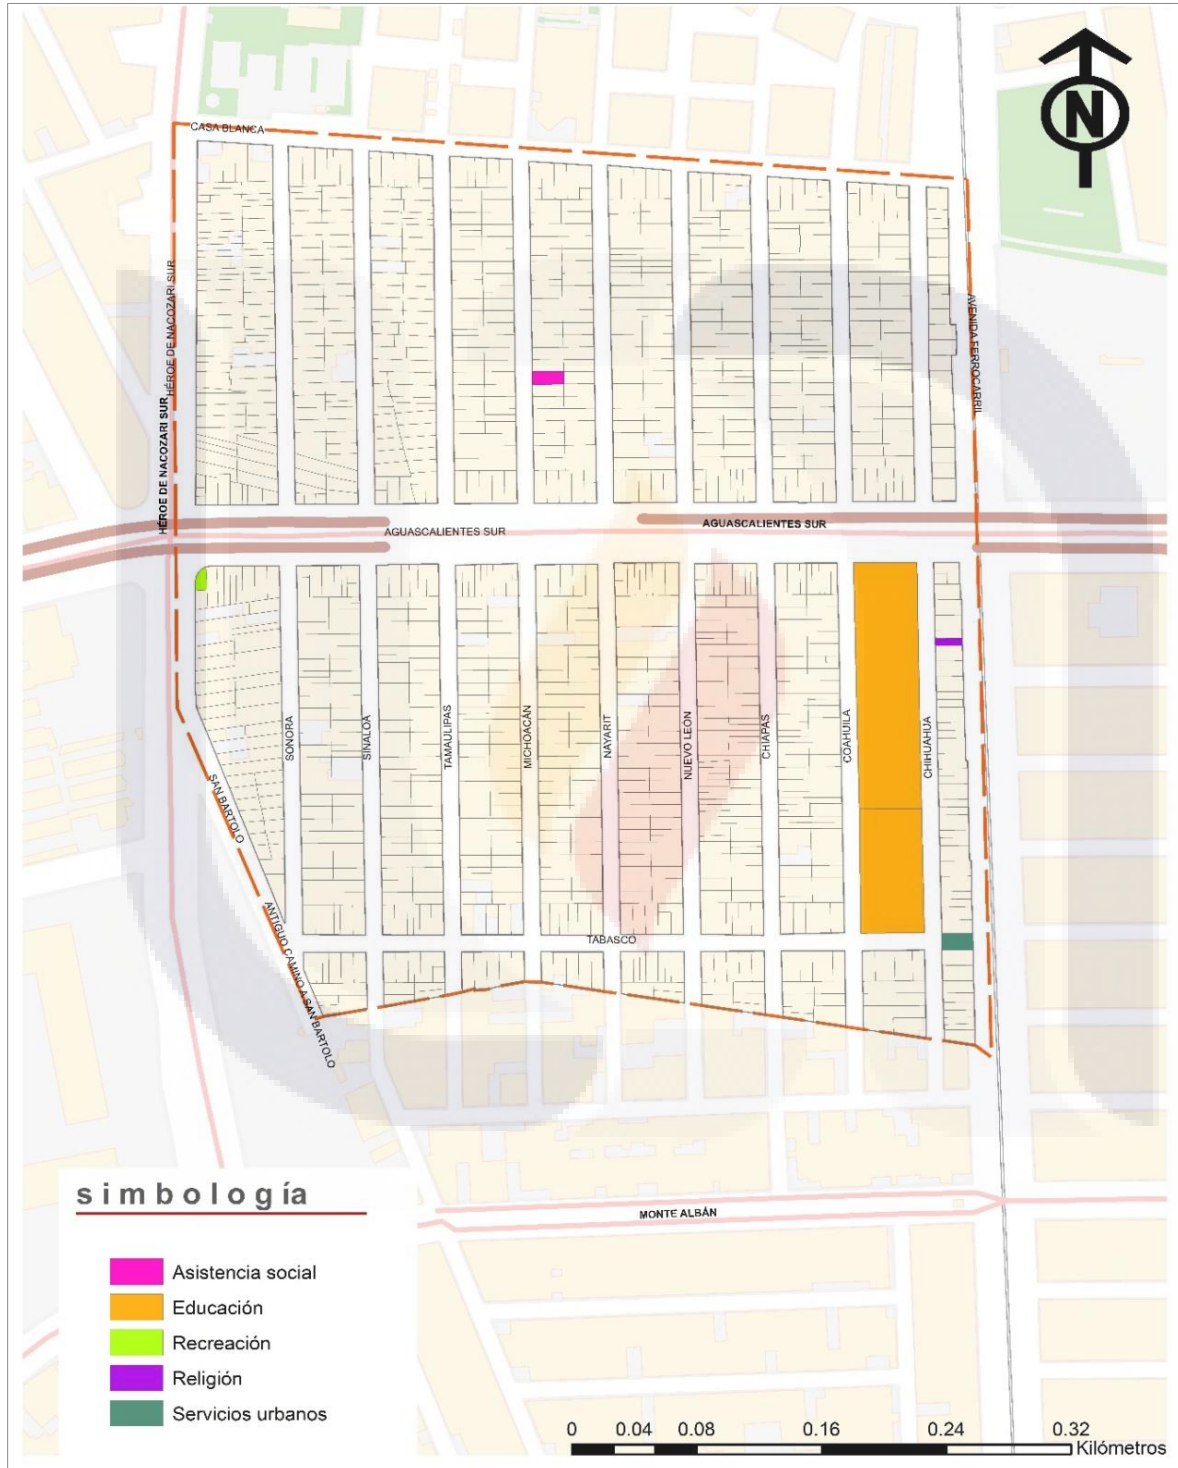 N
CASA BLANCA
HÉROE DE NACOZARI SUR
HÉROE DE NACOZARI SUR
AVENIDA FERROCARRIL
AGUASCALIENTES SUR
AGUASCALIENTES SUR
SONORA
SINALOA
TAMAULIPAS
MICHOACÁN
NAYARIT
NUEVO LEÓN
CHIAPAS
COAHUILA
CHIHUAHUA
SAN BARTOLO
ANTIGUO CAMINO A SAN BARTOLO
TABASCO
MONTE ALBÁN
simbología
Asistencia social
Educación
Recreación
Religión
Servicios urbanos
0 0.04 0.08 0.16 0.24 0.32
Kilómetros